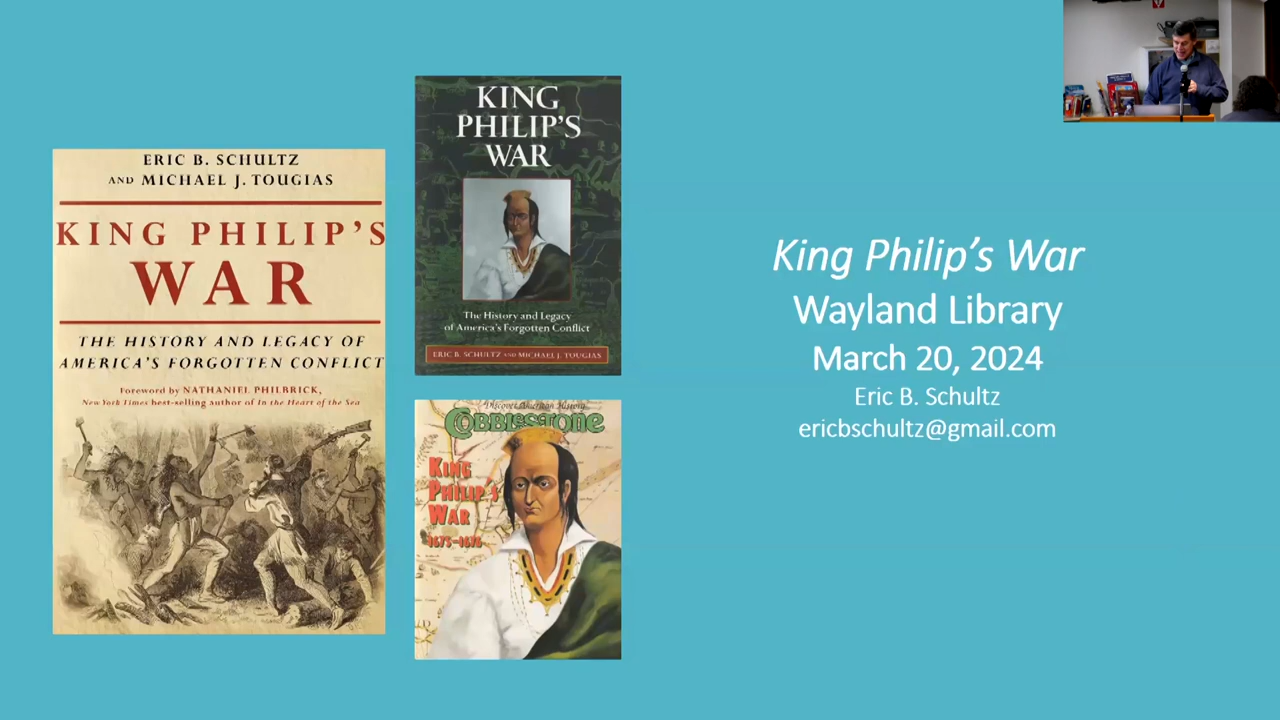 ERIC B. SCHULTZ
AND MICHAEL J. TOUGIAS
KING PHILIP'S
WAR
THE HISTORY AND LEGACY OF
AMERICA'S FORGOTTEN CONFLICT
Foreword by NATHANIEL PHILBRICK,
New York Times best-selling author of In the Heart of the Sea
KING
PHILIP'S
WAR
The History and Legacy
of America's Forgotten Conflict
ERIC B. SCHULTZ AND MICHAEL J. TOUGIAS
Discover American History
COBBLESTONE
KING
PHILIP'S
WAR
1675–1676
King Philip's War
Wayland Library
March 20, 2024
Eric B. Schultz
ericbschultz@gmail.com